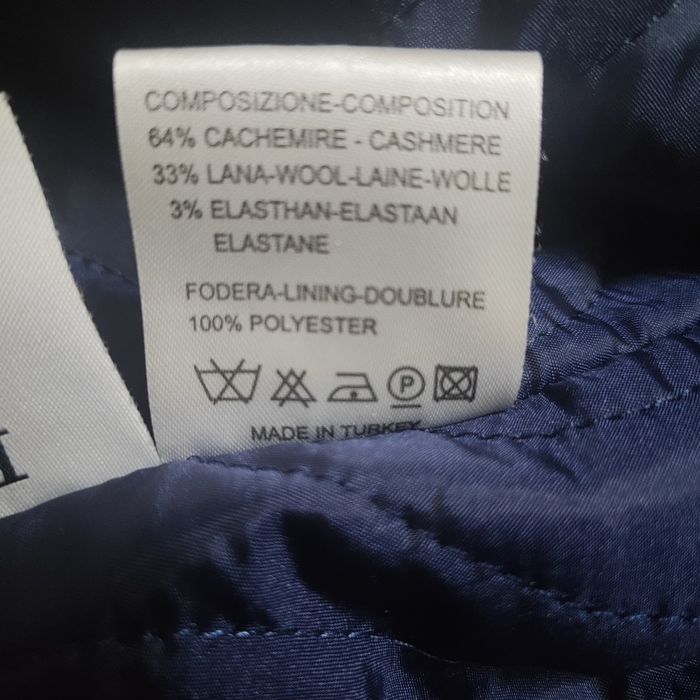 COMPOSIZIONE-COMPOSITION
64% CACHEMIRE - CASHMERE
33% LANA-WOOL-LAINE-WOLLE
3% ELASTHAN-ELASTAAN
ELASTANE
FODERA-LINING-DOUBLURE
100% POLYESTER
P
MADE IN TURKEY